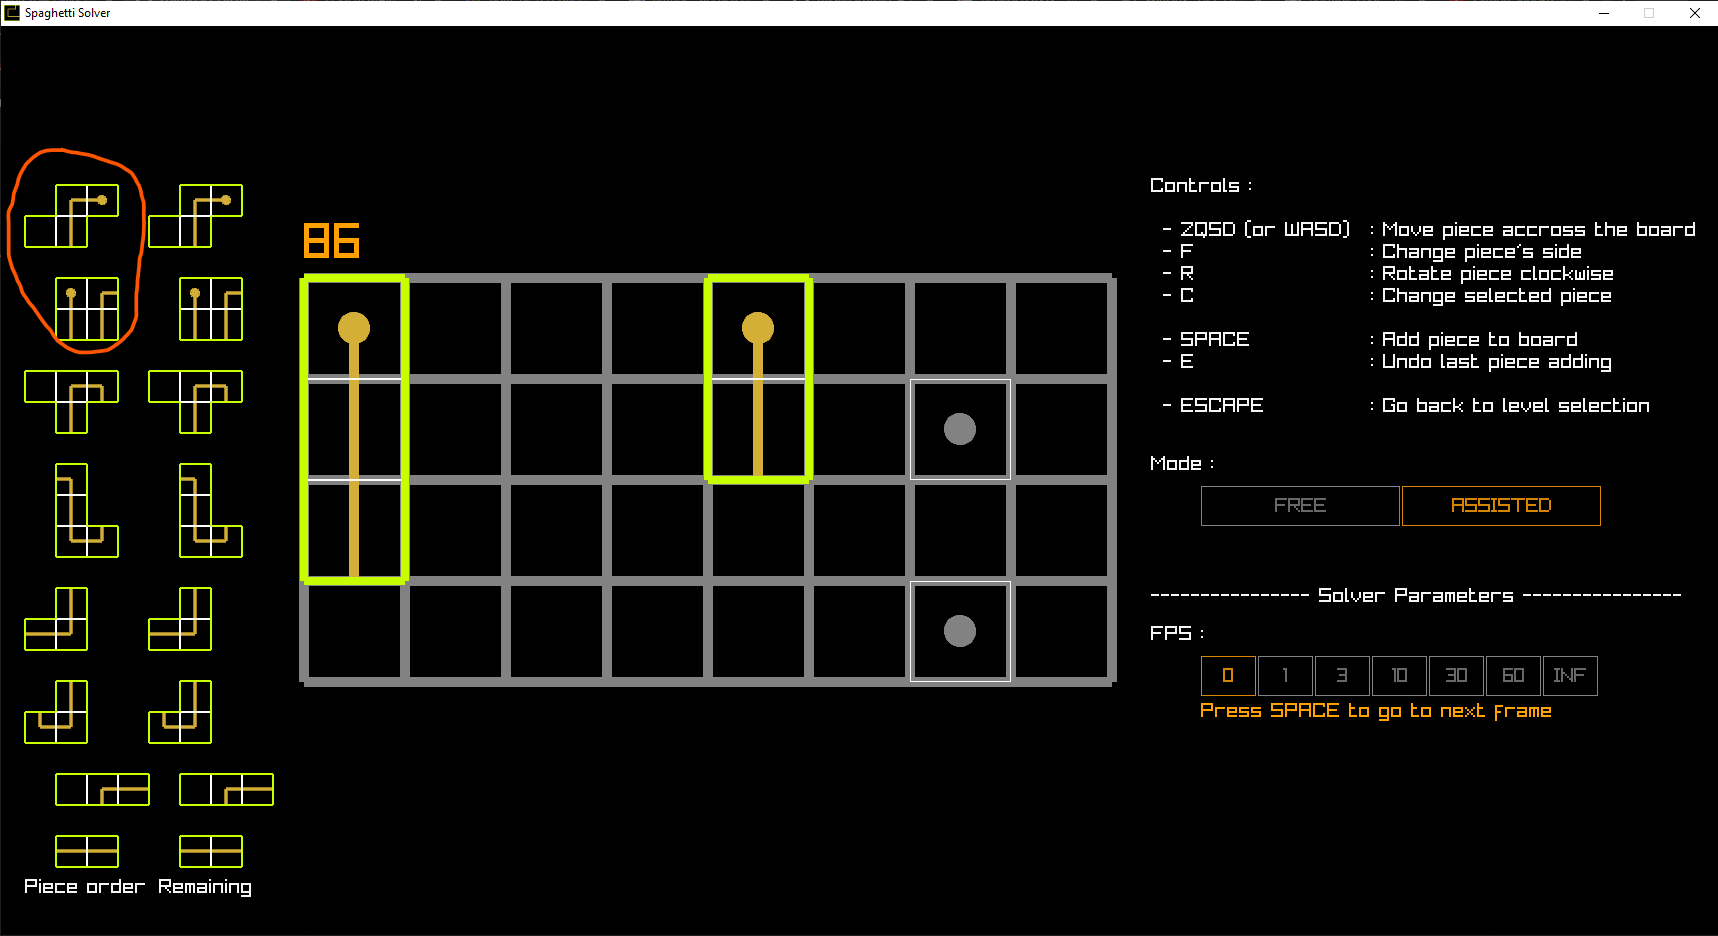 Spaghetti Solver
86
Controls :
- ZQSD (or WASD) : Move piece accross the board
- F : Change piece's side
- R : Rotate piece clockwise
- C : Change selected piece
- SPACE : Add piece to board
- E : Undo last piece adding
- ESCAPE : Go back to level selection
Mode :
FREE ASSISTED
---------------- Solver Parameters ----------------
FPS :
0 1 3 10 30 60 INF
Press SPACE to go to next frame
Piece order Remaining